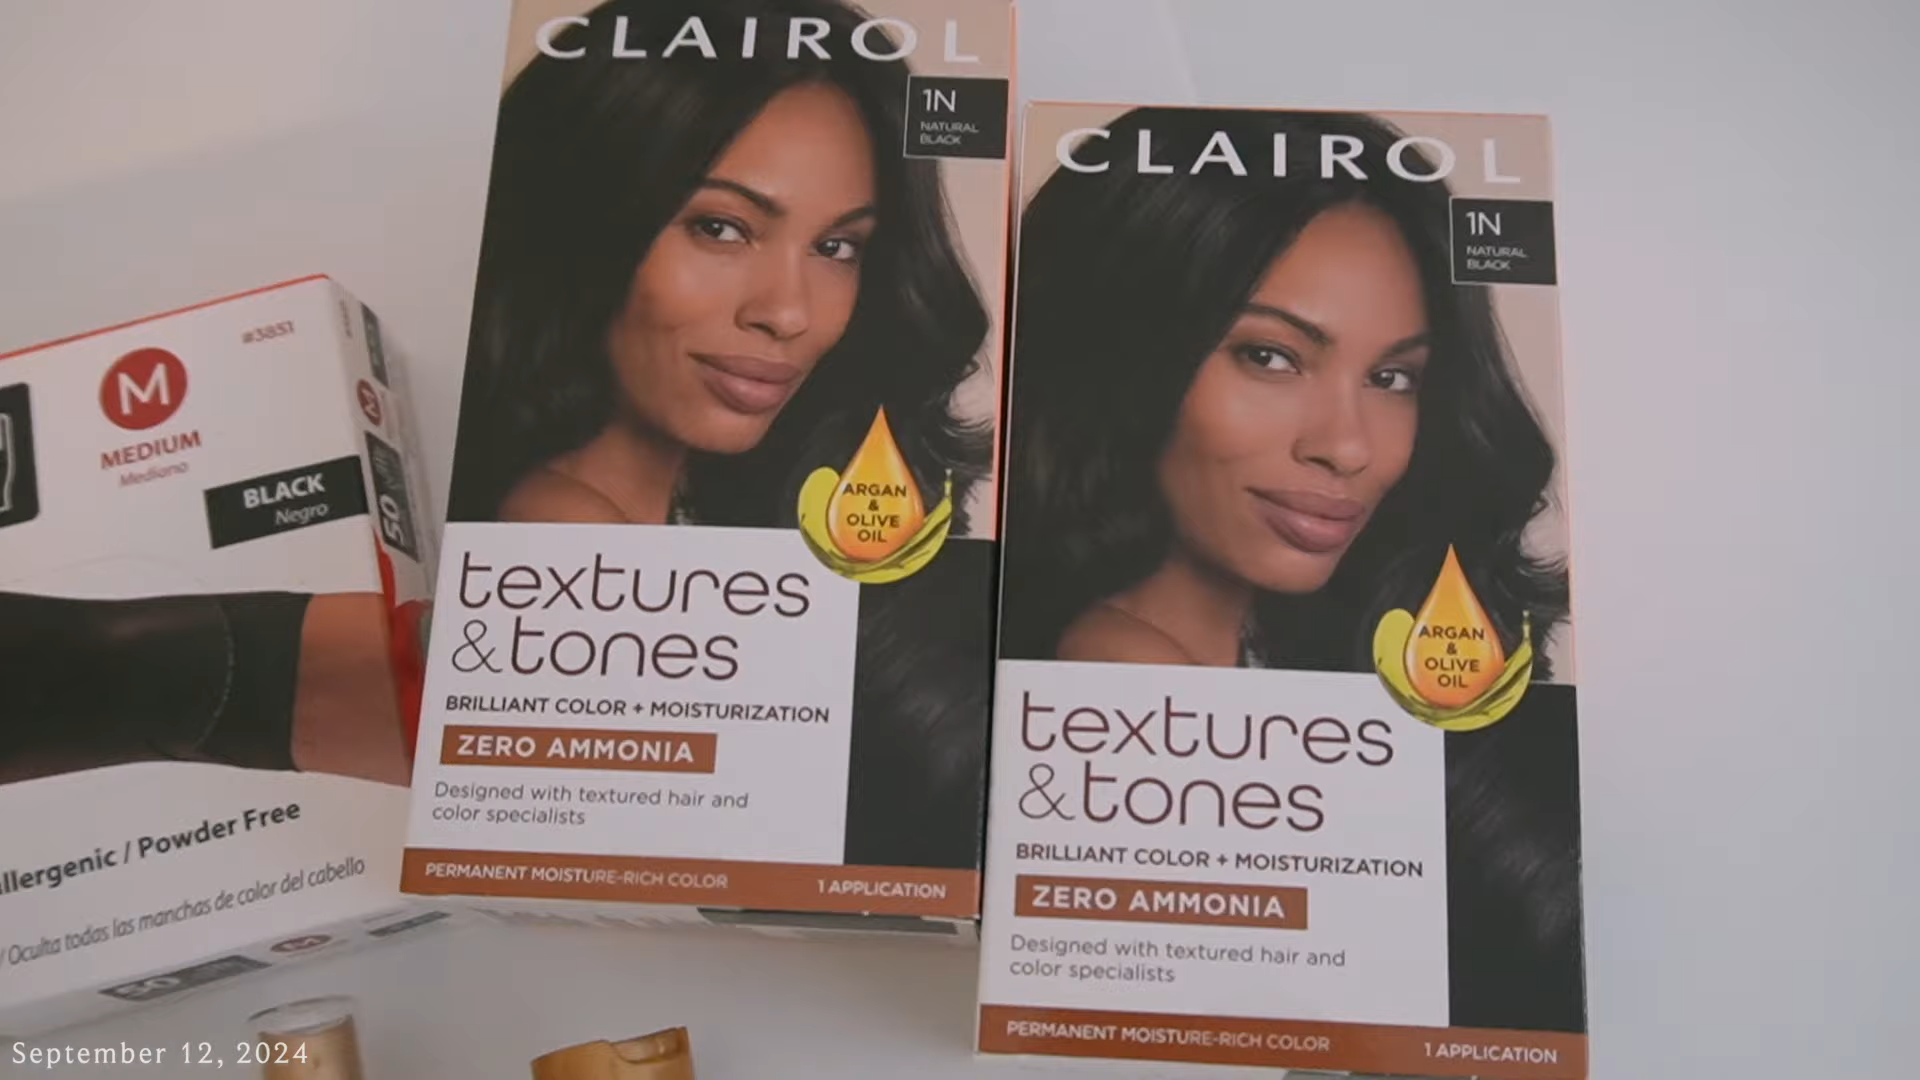 #3851
M
MEDIUM
Mediano
BLACK
Negro
M
50
llergenic / Powder Free
/ Oculta todas las manchas de color del cabello
50
M
CLAIROL
1N
NATURAL
BLACK
ARGAN
&
OLIVE
OIL
textures
&tones
BRILLIANT COLOR + MOISTURIZATION
ZERO AMMONIA
Designed with textured hair and
color specialists
PERMANENT MOISTURE-RICH COLOR
1 APPLICATION
CLAIROL
1N
NATURAL
BLACK
ARGAN
&
OLIVE
OIL
textures
&tones
BRILLIANT COLOR + MOISTURIZATION
ZERO AMMONIA
Designed with textured hair and
color specialists
PERMANENT MOISTURE-RICH COLOR
1 APPLICATION
September 12, 2024